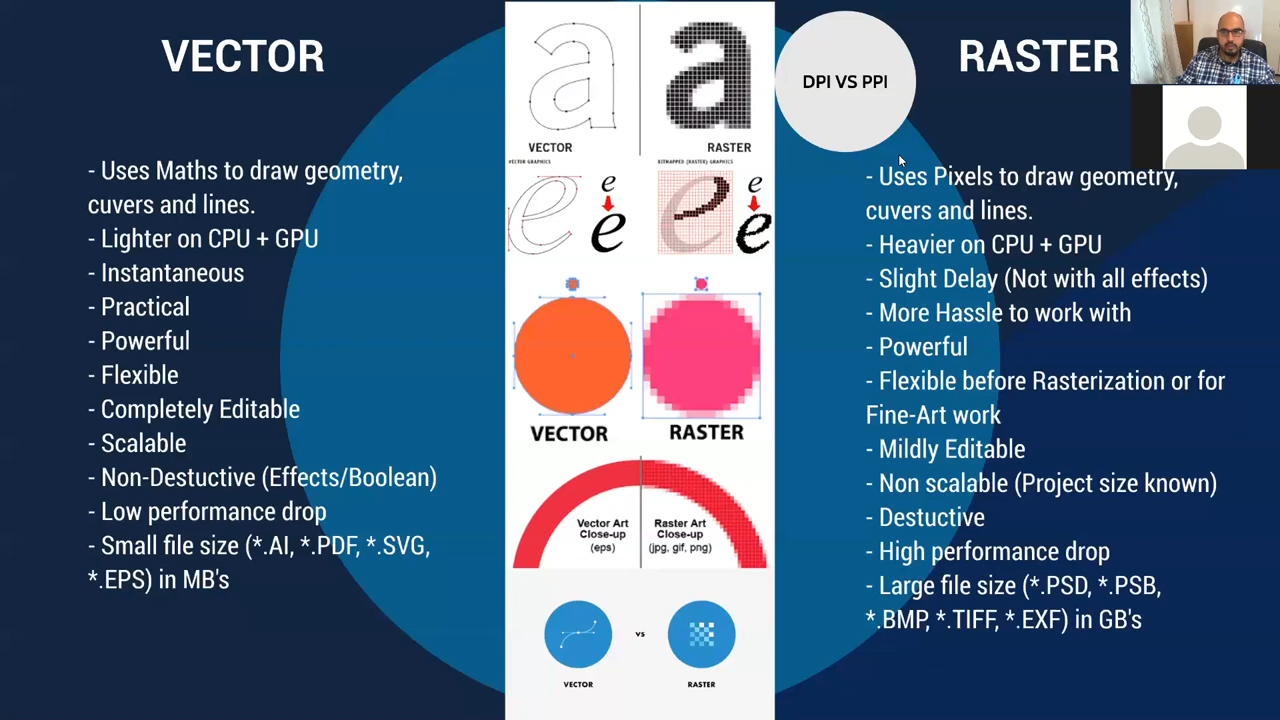 VECTOR
- Uses Maths to draw geometry,
cuvers and lines.
- Lighter on CPU + GPU
- Instantaneous
- Practical
- Powerful
- Flexible
- Completely Editable
- Scalable
- Non-Destuctive (Effects/Boolean)
- Low performance drop
- Small file size (*.AI, *.PDF, *.SVG,
*.EPS) in MB's
a
a
VECTOR
RASTER
VECTOR GRAPHICS
BITMAPPED (RASTER) GRAPHICS
e
e
e
e
e
e
VECTOR
RASTER
Vector Art
Close-up
(eps)
Raster Art
Close-up
(jpg, gif, png)
vs
VECTOR
RASTER
DPI VS PPI
RASTER
- Uses Pixels to draw geometry,
cuvers and lines.
- Heavier on CPU + GPU
- Slight Delay (Not with all effects)
- More Hassle to work with
- Powerful
- Flexible before Rasterization or for
Fine-Art work
- Mildly Editable
- Non scalable (Project size known)
- Destuctive
- High performance drop
- Large file size (*.PSD, *.PSB,
*.BMP, *.TIFF, *.EXF) in GB's